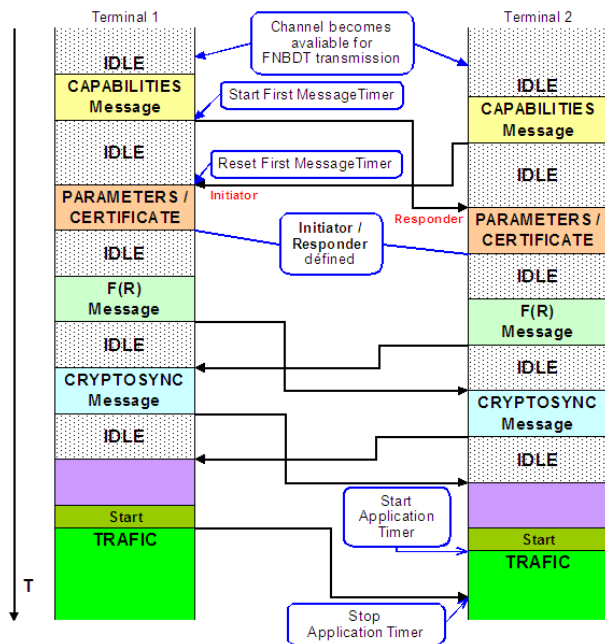 Terminal 1
Terminal 2
Channel becomes
avaliable for
FNBDT transmission
IDLE
IDLE
CAPABILITIES
Message
Start First MessageTimer
CAPABILITIES
Message
IDLE
Reset First MessageTimer
IDLE
Initiator
PARAMETERS /
CERTIFICATE
Responder
PARAMETERS /
CERTIFICATE
Initiator /
Responder
défined
IDLE
IDLE
F(R)
Message
F(R)
Message
IDLE
IDLE
CRYPTOSYNC
Message
CRYPTOSYNC
Message
IDLE
IDLE
Start
Application
Timer
Start
TRAFIC
Start
TRAFIC
T
Stop
Application Timer